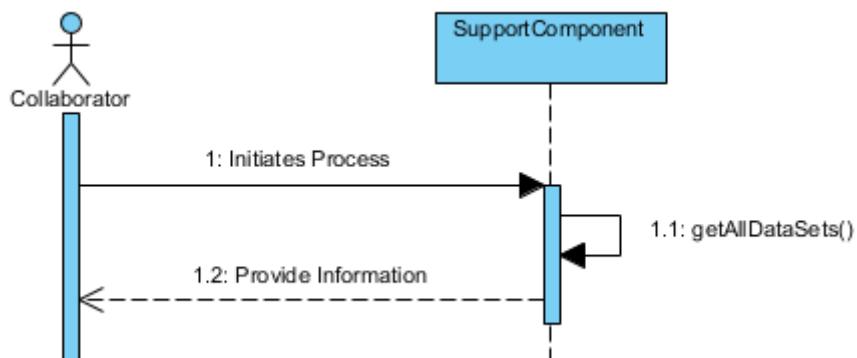 SupportComponent
Collaborator
1: Initiates Process
1.1: getAllDataSets()
1.2: Provide Information